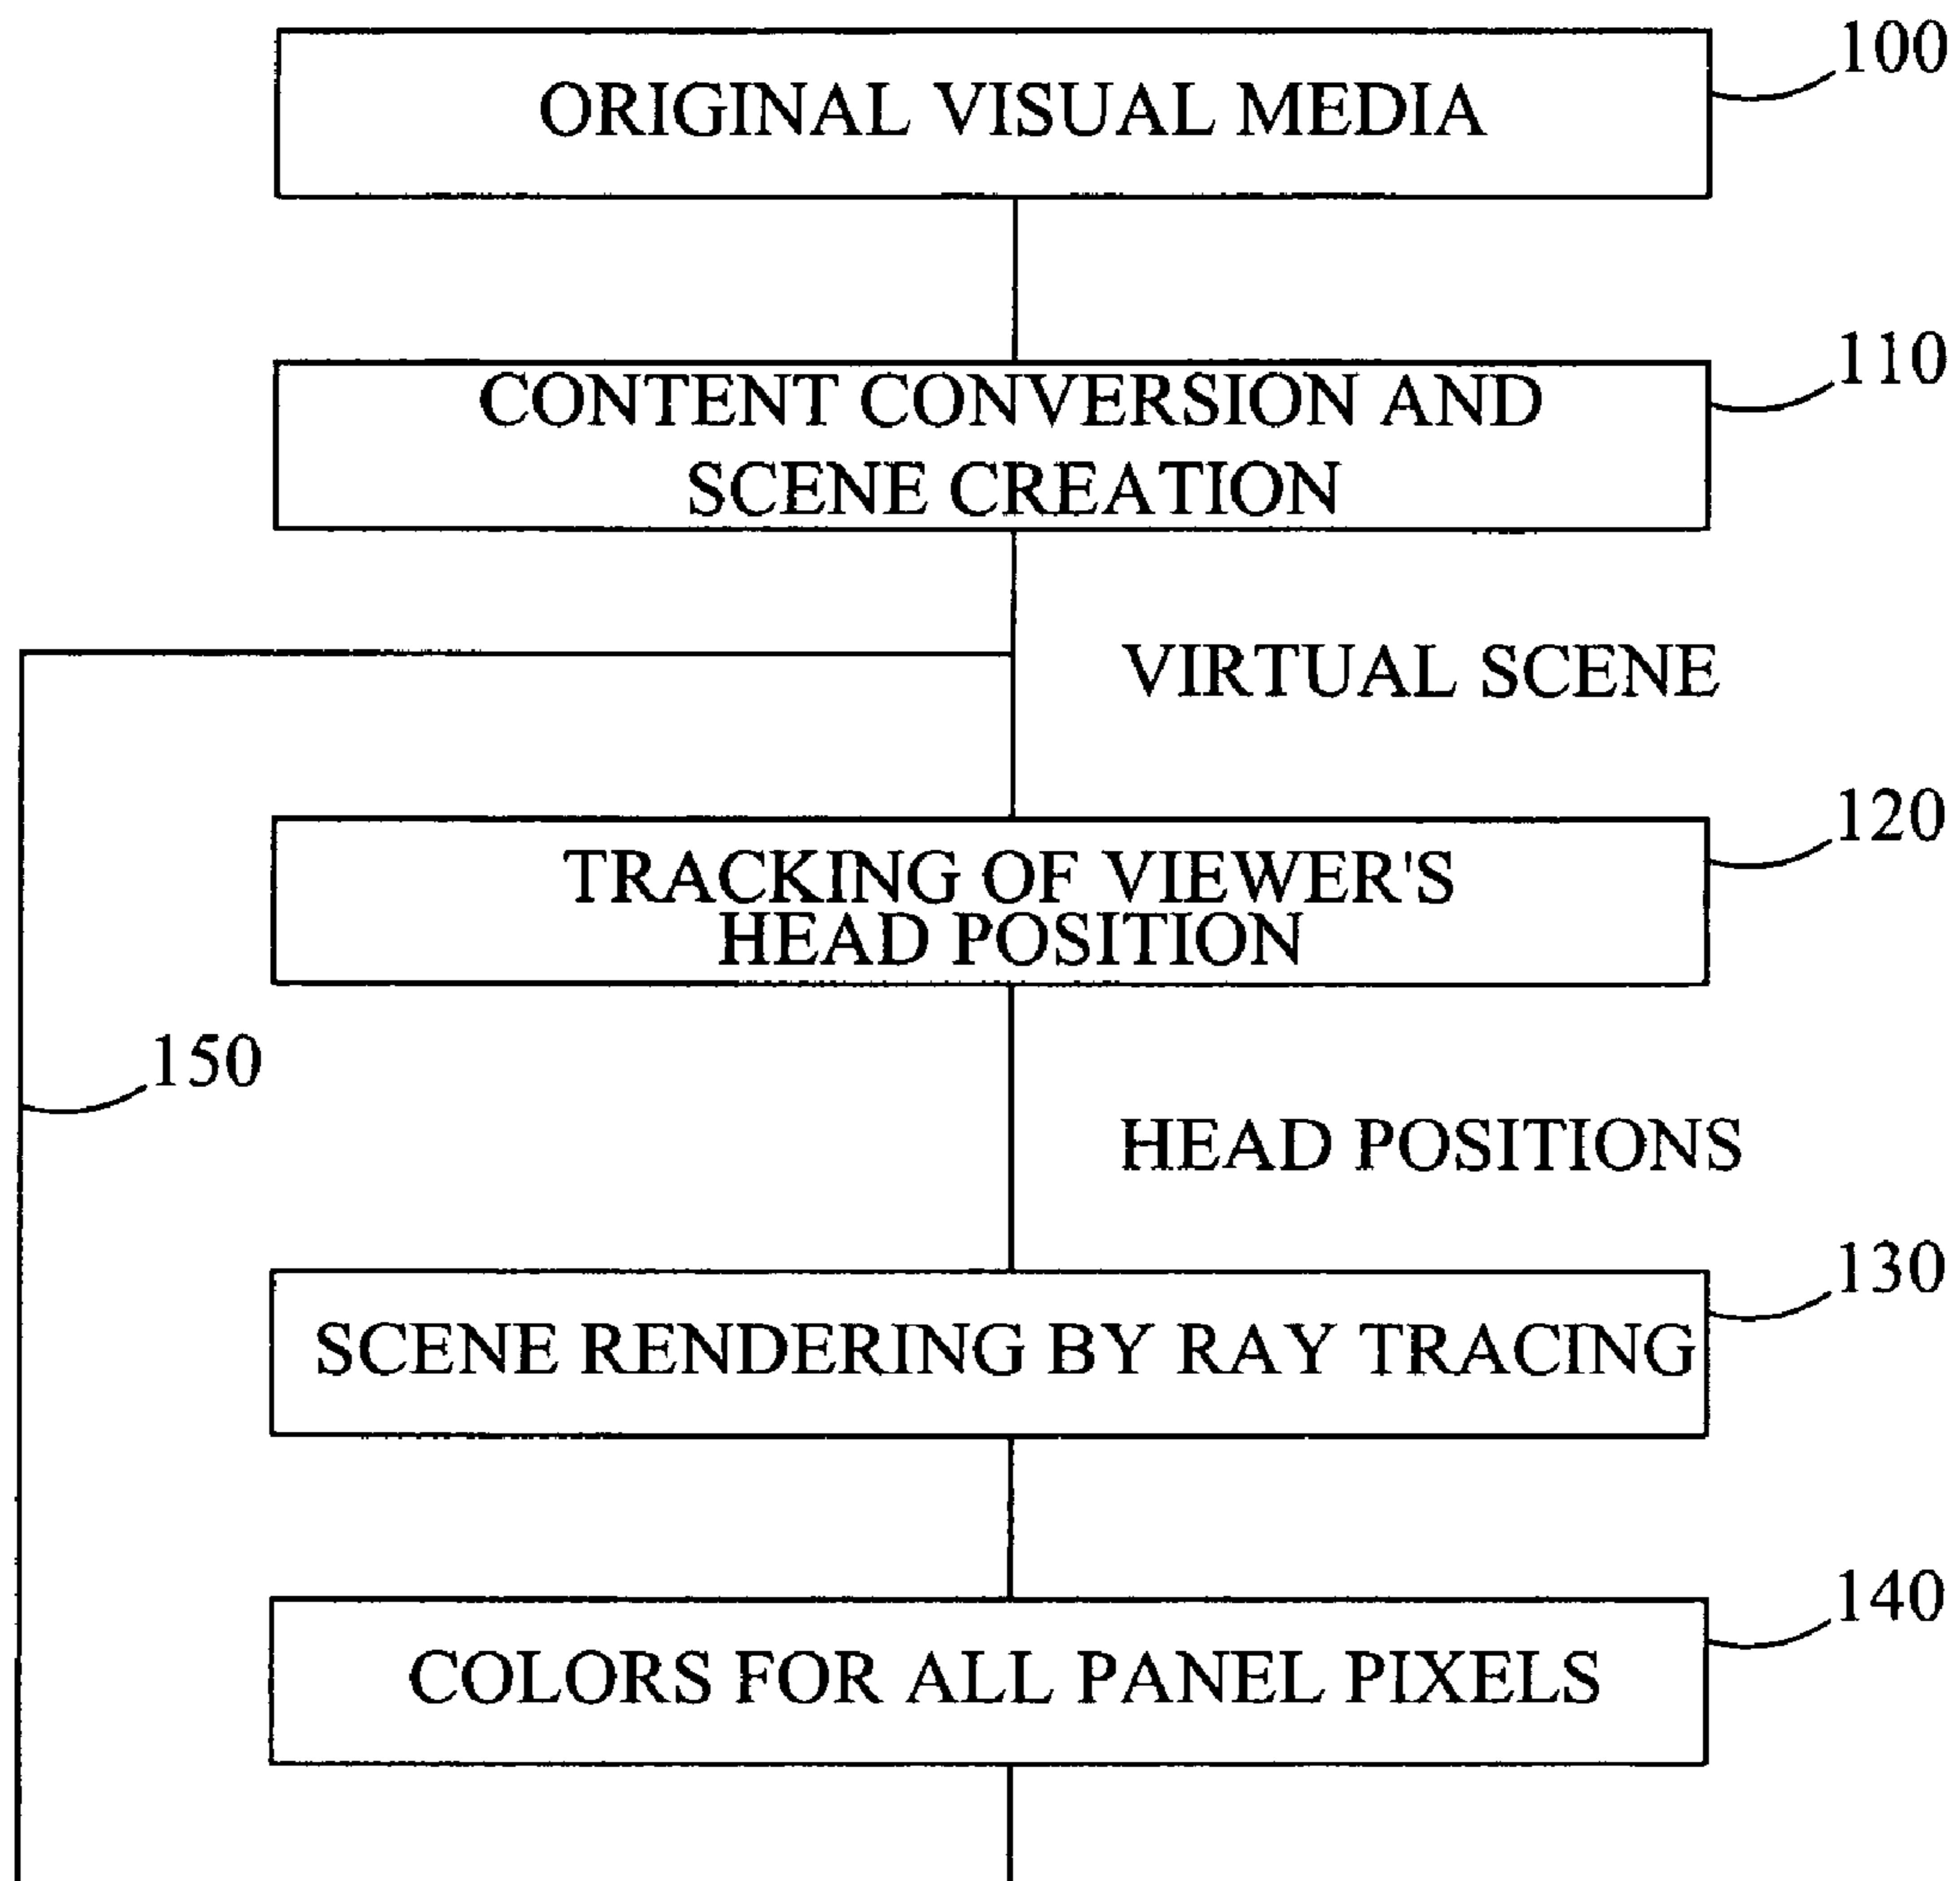 100
ORIGINAL VISUAL MEDIA
110
CONTENT CONVERSION AND
SCENE CREATION
VIRTUAL SCENE
120
TRACKING OF VIEWER'S
HEAD POSITION
150
HEAD POSITIONS
130
SCENE RENDERING BY RAY TRACING
140
COLORS FOR ALL PANEL PIXELS